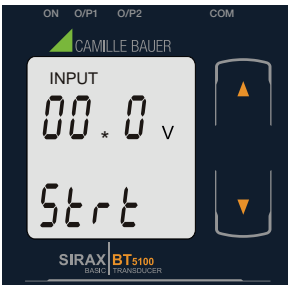 ON O/P1 O/P2 COM
CAMILLE BAUER
INPUT
00.0 V
Strt
SIRAX BT5100
BASIC TRANSDUCER